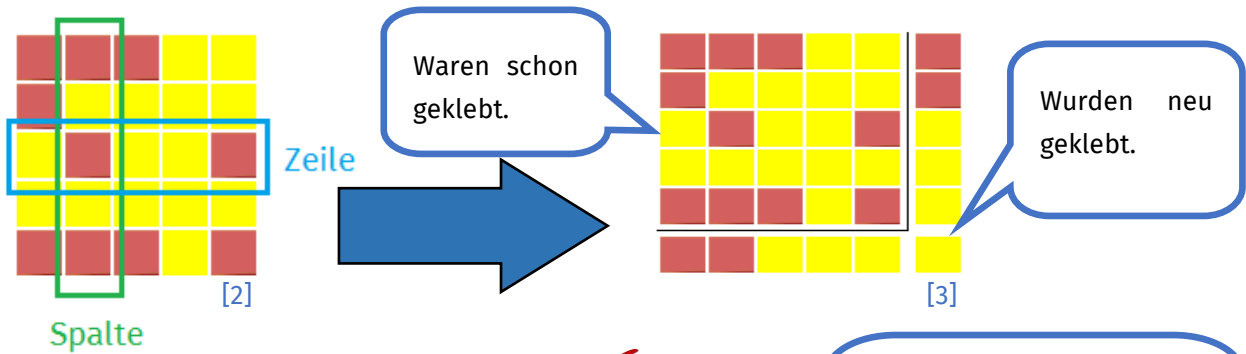 Waren schon
geklebt.
Wurden neu
geklebt.
Zeile
[2]
[3]
Spalte